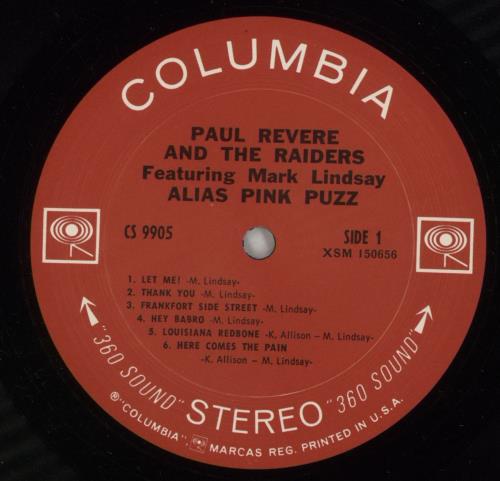 COLUMBIA
PAUL REVERE
AND THE RAIDERS
Featuring Mark Lindsay
ALIAS PINK PUZZ
CS 9905
SIDE 1
XSM 150656
1. LET ME! -M. Lindsay-
2. THANK YOU -M. Lindsay-
3. FRANKFORT SIDE STREET -M. Lindsay-
4. HEY BABRO -M. Lindsay-
5. LOUISIANA REDBONE -K. Allison – M. Lindsay-
6. HERE COMES THE PAIN
-K. Allison – M. Lindsay-
"360 SOUND" STEREO "360 SOUND"
℗ "COLUMBIA", MARCAS REG. PRINTED IN U.S.A.